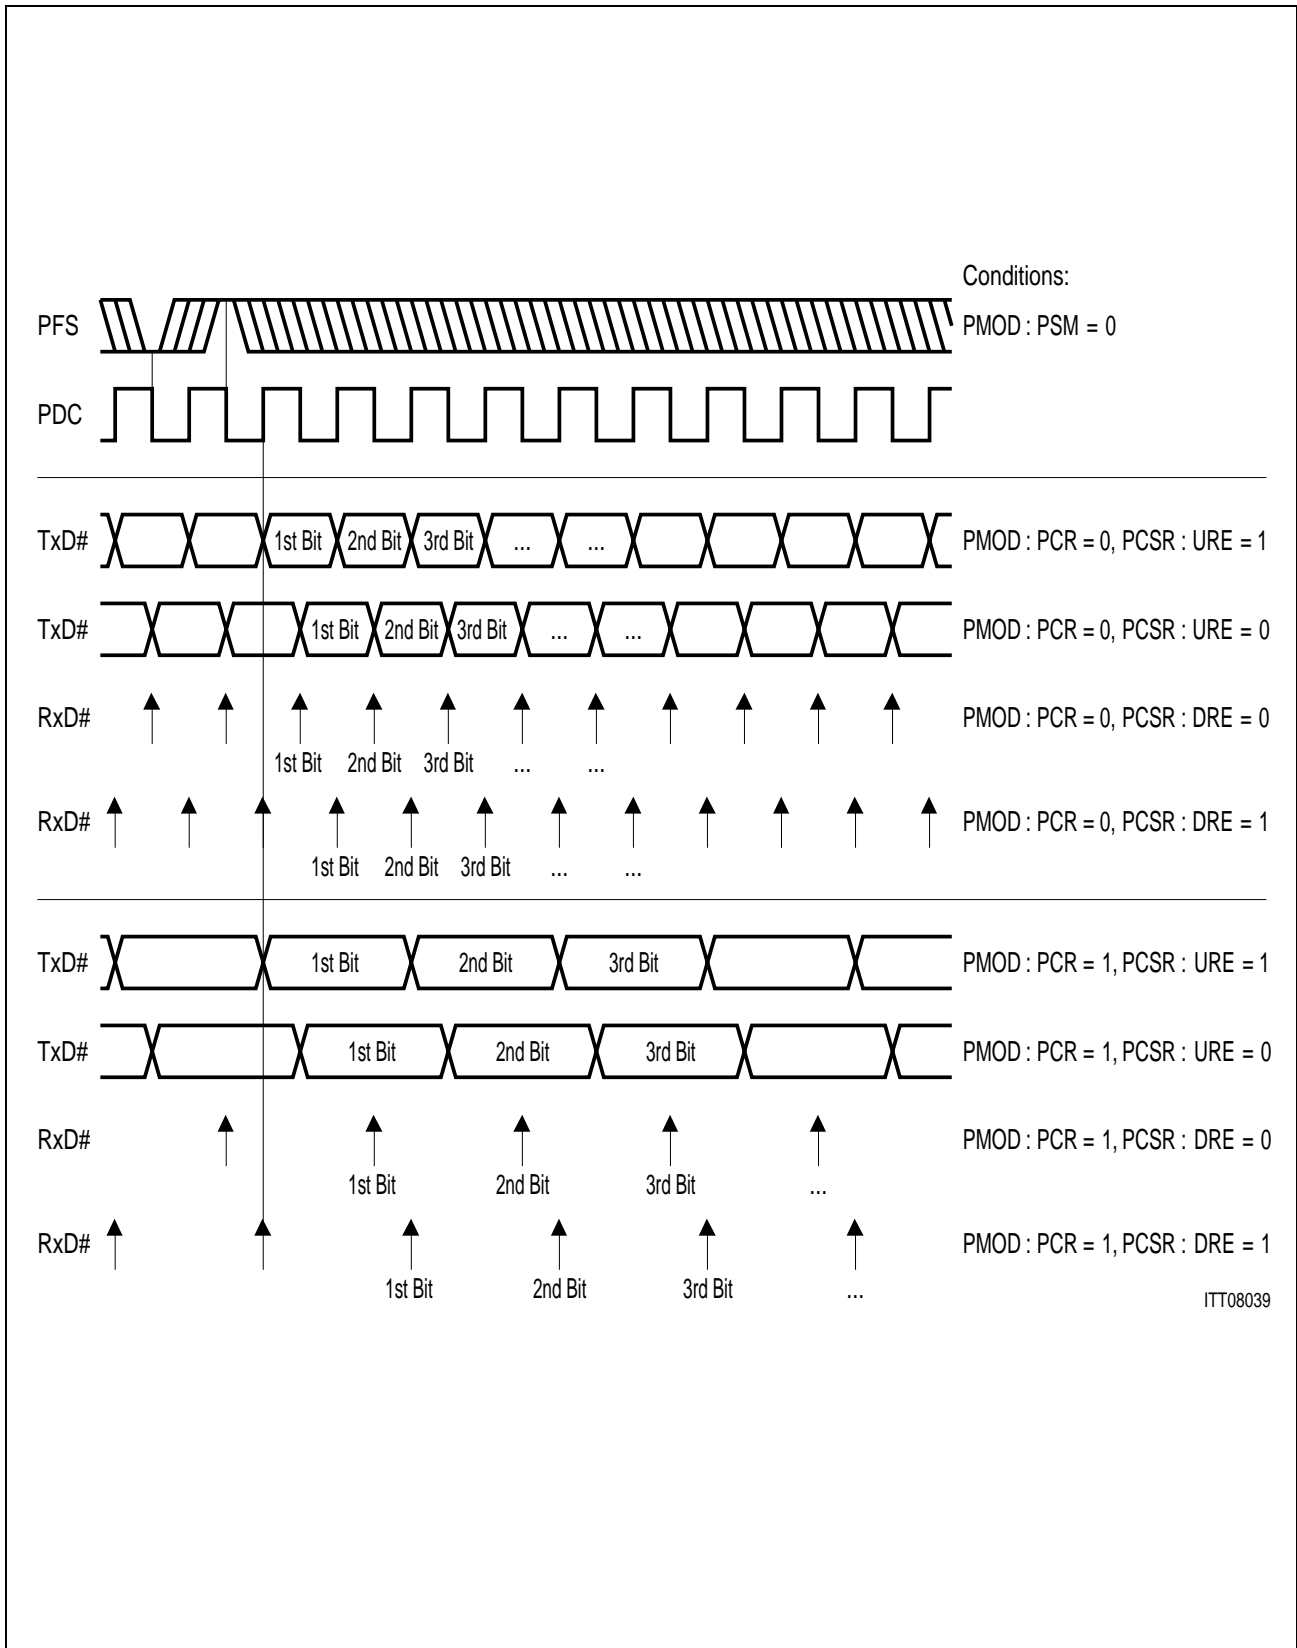 Conditions:
PFS PMOD : PSM = 0
PDC
TxD# 1st Bit 2nd Bit 3rd Bit ... ... PMOD : PCR = 0, PCSR : URE = 1
TxD# 1st Bit 2nd Bit 3rd Bit ... ... PMOD : PCR = 0, PCSR : URE = 0
RxD# PMOD : PCR = 0, PCSR : DRE = 0
1st Bit 2nd Bit 3rd Bit ... ...
RxD# PMOD : PCR = 0, PCSR : DRE = 1
1st Bit 2nd Bit 3rd Bit ... ...
TxD# 1st Bit 2nd Bit 3rd Bit PMOD : PCR = 1, PCSR : URE = 1
TxD# 1st Bit 2nd Bit 3rd Bit PMOD : PCR = 1, PCSR : URE = 0
RxD# PMOD : PCR = 1, PCSR : DRE = 0
1st Bit 2nd Bit 3rd Bit ...
RxD# PMOD : PCR = 1, PCSR : DRE = 1
1st Bit 2nd Bit 3rd Bit ...
ITT08039